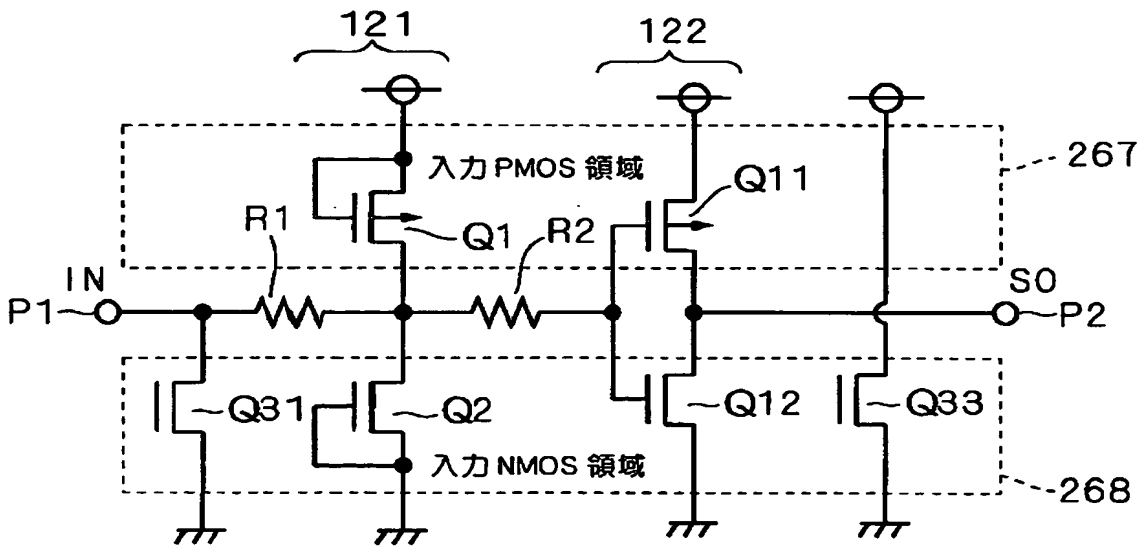 121
122
入力 PMOS 領域
267
Q11
R1
Q1
R2
IN
SO
P1
P2
Q31
Q2
Q12
Q33
入力 NMOS 領域
268